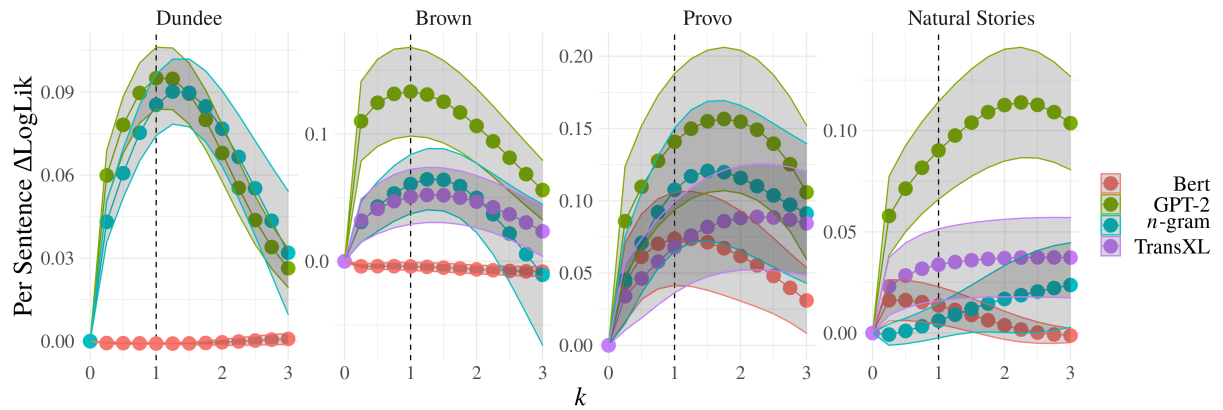 Dundee Brown Provo Natural Stories
Per Sentence ΔLogLik
0.09
0.06
0.03
0.00
0.1
0.0
0.20
0.15
0.10
0.05
0.00
0.10
0.05
0.00
0 1 2 3 0 1 2 3 0 1 2 3 0 1 2 3
k
Bert
GPT-2
n-gram
TransXL